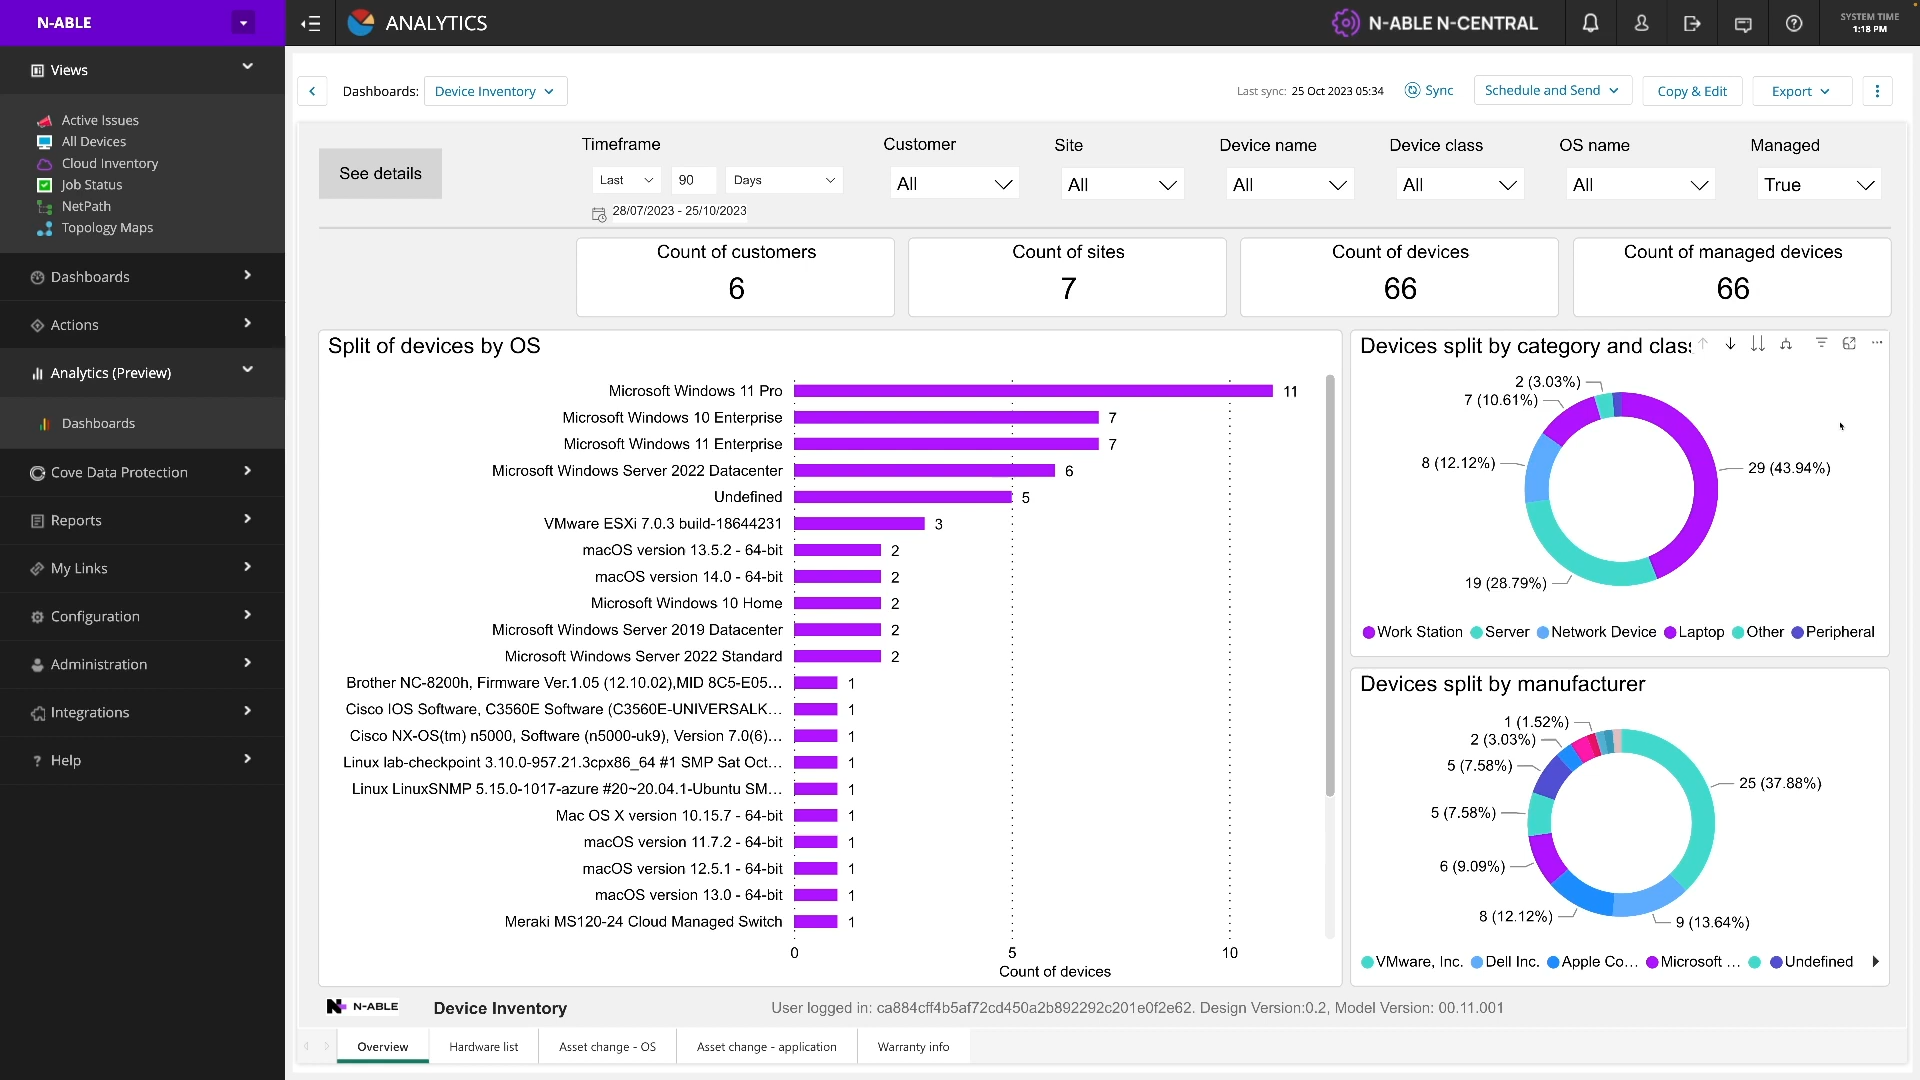 N-ABLE
ANALYTICS
N-ABLE N-CENTRAL
SYSTEM TIME
1:18 PM
Views
Active Issues
All Devices
Cloud Inventory
Job Status
NetPath
Topology Maps
Dashboards
Actions
Analytics (Preview)
Dashboards
Cove Data Protection
Reports
My Links
Configuration
Administration
Integrations
? Help
Dashboards: Device Inventory
Last sync: 25 Oct 2023 05:34 Sync Schedule and Send Copy & Edit Export
See details
Timeframe
Last 90 Days
28/07/2023 - 25/10/2023
Customer
All
Site
All
Device name
All
Device class
All
OS name
All
Managed
True
Count of customers
6
Count of sites
7
Count of devices
66
Count of managed devices
66
Split of devices by OS
Microsoft Windows 11 Pro 11
Microsoft Windows 10 Enterprise 7
Microsoft Windows 11 Enterprise 7
Microsoft Windows Server 2022 Datacenter 6
Undefined 5
VMware ESXi 7.0.3 build-18644231 3
macOS version 13.5.2 - 64-bit 2
macOS version 14.0 - 64-bit 2
Microsoft Windows 10 Home 2
Microsoft Windows Server 2019 Datacenter 2
Microsoft Windows Server 2022 Standard 2
Brother NC-8200h, Firmware Ver.1.05 (12.10.02),MID 8C5-E05... 1
Cisco IOS Software, C3560E Software (C3560E-UNIVERSALK... 1
Cisco NX-OS(tm) n5000, Software (n5000-uk9), Version 7.0(6)... 1
Linux lab-checkpoint 3.10.0-957.21.3cpx86_64 #1 SMP Sat Oct... 1
Linux LinuxSNMP 5.15.0-1017-azure #20~20.04.1-Ubuntu SM... 1
Mac OS X version 10.15.7 - 64-bit 1
macOS version 11.7.2 - 64-bit 1
macOS version 12.5.1 - 64-bit 1
macOS version 13.0 - 64-bit 1
Meraki MS120-24 Cloud Managed Switch 1
0 5 10
Count of devices
Devices split by category and class
2 (3.03%)
7 (10.61%)
8 (12.12%)
29 (43.94%)
19 (28.79%)
Work Station Server Network Device Laptop Other Peripheral
Devices split by manufacturer
1 (1.52%)
2 (3.03%)
5 (7.58%)
25 (37.88%)
5 (7.58%)
6 (9.09%)
8 (12.12%)
9 (13.64%)
VMware, Inc. Dell Inc. Apple Co... Microsoft ... Undefined
N-ABLE Device Inventory User logged in: ca884cff4b5af72cd450a2b892292c201e0f2e62. Design Version:0.2, Model Version: 00.11.001
Overview Hardware list Asset change - OS Asset change - application Warranty info